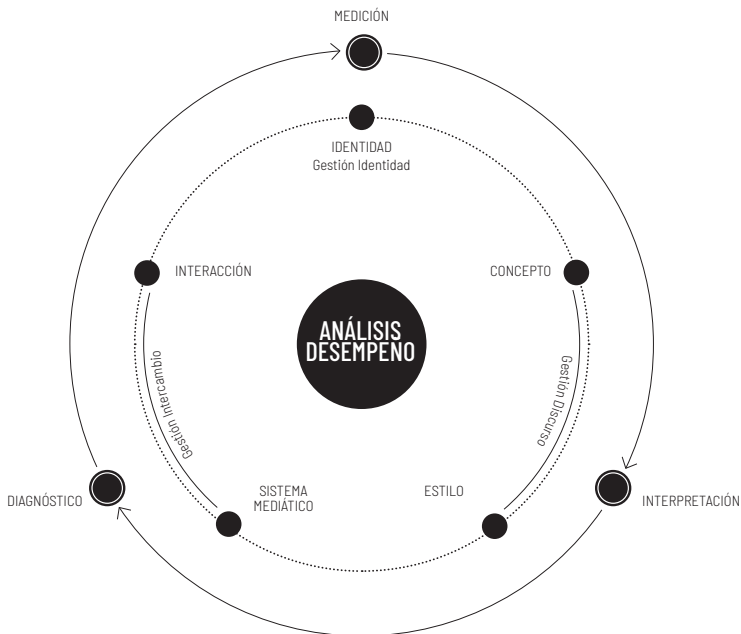 MEDICIÓN
IDENTIDAD
Gestión Identidad
INTERACCIÓN
CONCEPTO
ANÁLISIS
DESEMPENO
Gestión Intercambio
Gestión Discurso
SISTEMA
MEDIÁTICO
ESTILO
DIAGNÓSTICO
INTERPRETACIÓN